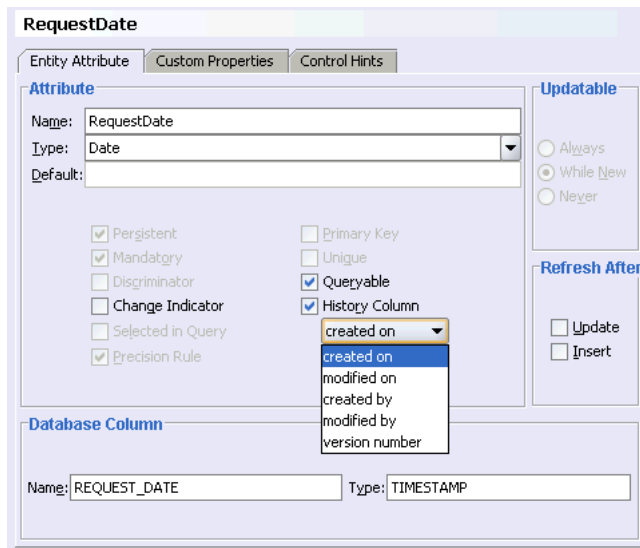 RequestDate
Entity Attribute Custom Properties Control Hints
Attribute Updatable
Name: RequestDate
Type: Date Always
Default: While New
Never
Persistent Primary Key
Mandatory Unique Refresh After
Discriminator Queryable
Change Indicator History Column Update
Selected in Query created on Insert
Precision Rule created on
modified on
created by
modified by
version number
Database Column
Name: REQUEST_DATE Type: TIMESTAMP